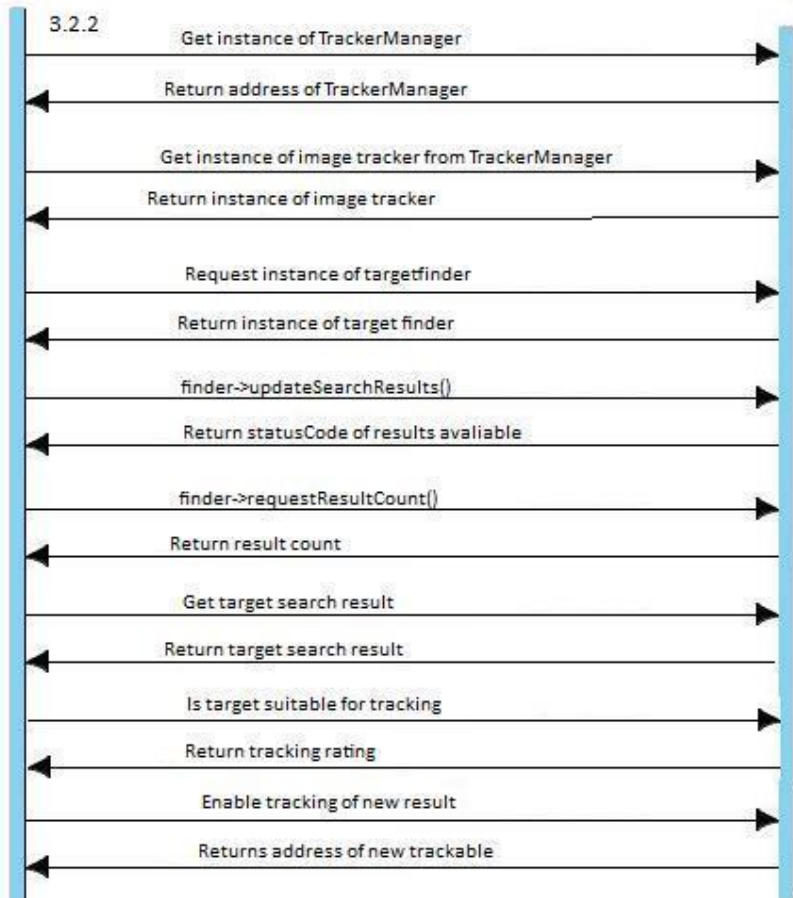 3.2.2
Get instance of TrackerManager
Return address of TrackerManager
Get instance of image tracker from TrackerManager
Return instance of image tracker
Request instance of targetfinder
Return instance of target finder
finder->updateSearchResults()
Return statusCode of results avaliable
finder->requestResultCount()
Return result count
Get target search result
Return target search result
Is target suitable for tracking
Return tracking rating
Enable tracking of new result
Returns address of new trackable